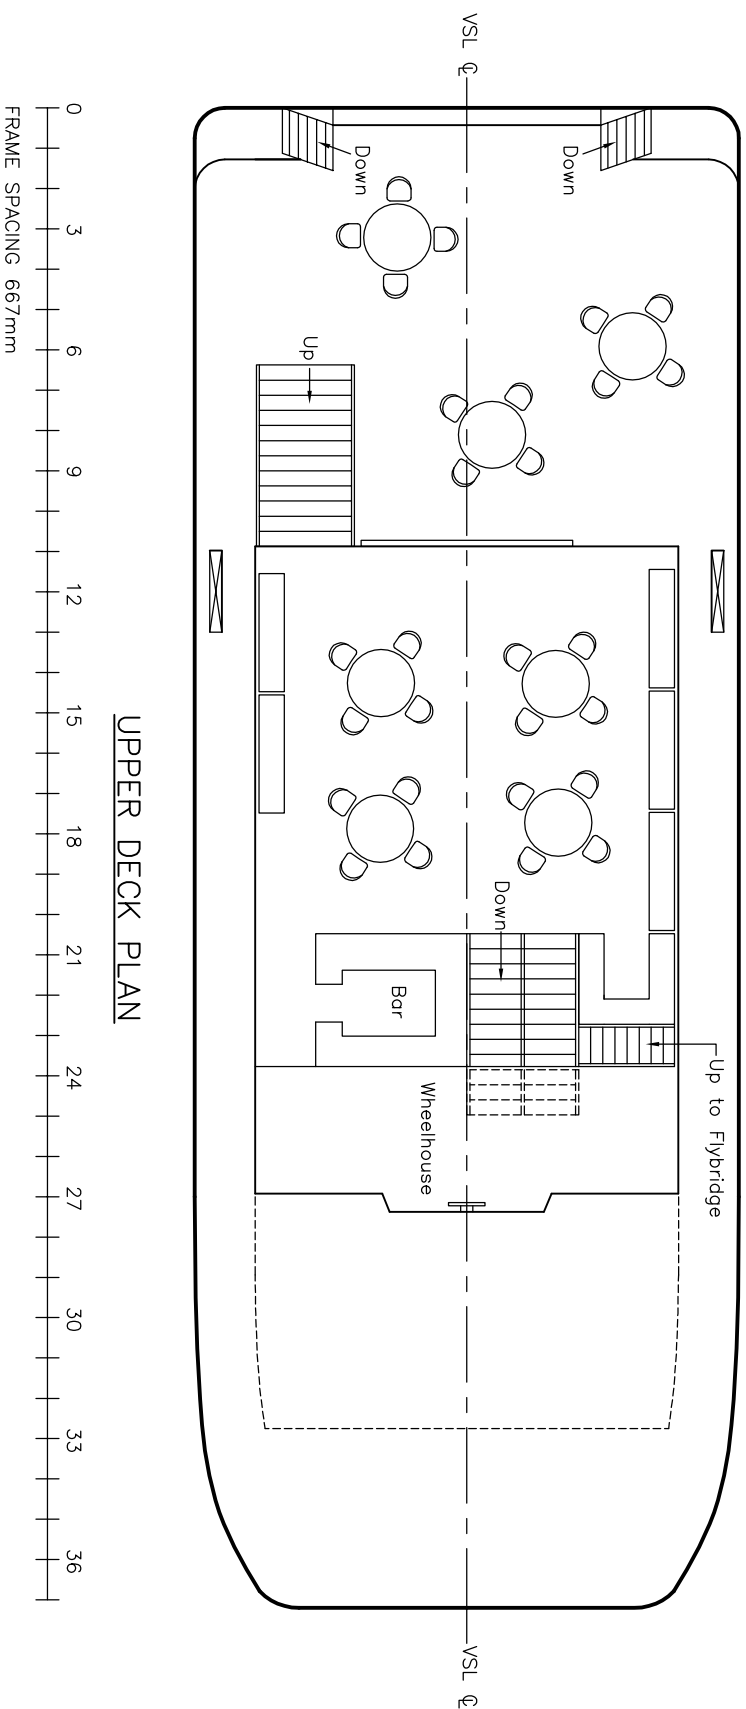 VSL ℄
VSL ℄
Down
Down
Up
Down
Up to Flybridge
Bar
Wheelhouse
UPPER DECK PLAN
0 3 6 9 12 15 18 21 24 27 30 33 36
FRAME SPACING 667mm